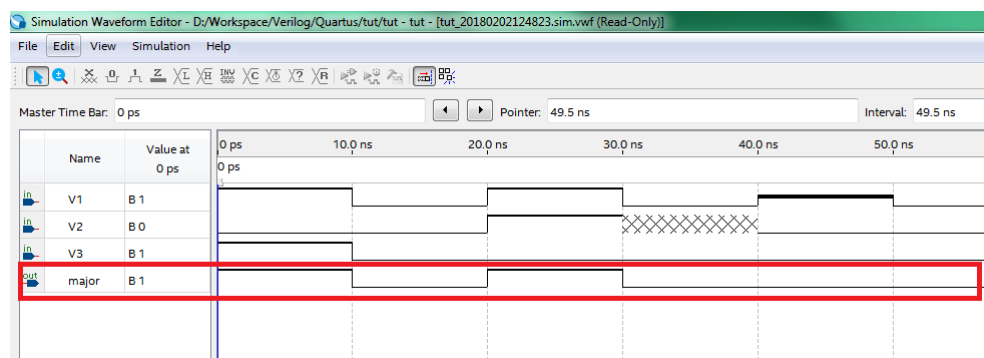 Simulation Waveform Editor - D:/Workspace/Verilog/Quartus/tut/tut - tut - [tut_20180202124823.sim.vwf (Read-Only)]
File Edit View Simulation Help
Master Time Bar: 0 ps Pointer: 49.5 ns Interval: 49.5 ns
Name Value at 0 ps
0 ps 10.0 ns 20.0 ns 30.0 ns 40.0 ns 50.0 ns
0 ps
in V1 B 1
in V2 B 0
in V3 B 1
out major B 1